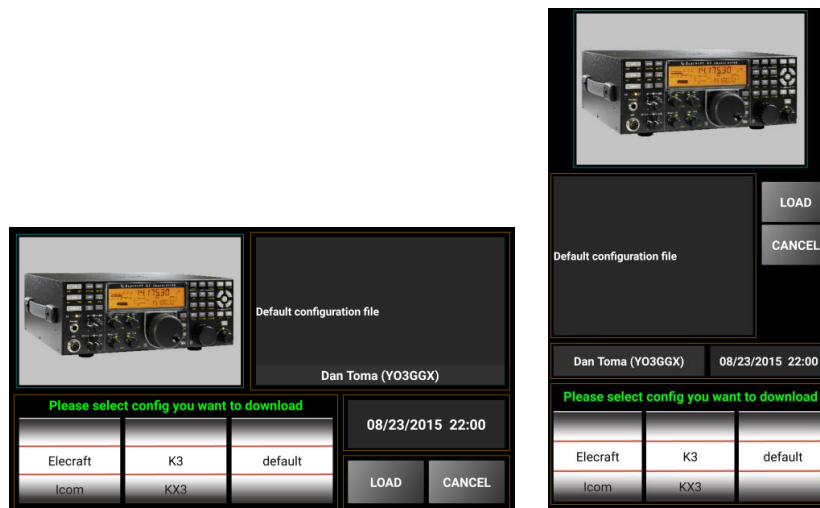 Default configuration file
Dan Toma (YO3GGX)
Please select config you want to download
08/23/2015 22:00
Elecraft K3 default
Icom KX3
LOAD CANCEL
LOAD
CANCEL
Default configuration file
Dan Toma (YO3GGX) 08/23/2015 22:00
Please select config you want to download
Elecraft K3 default
Icom KX3